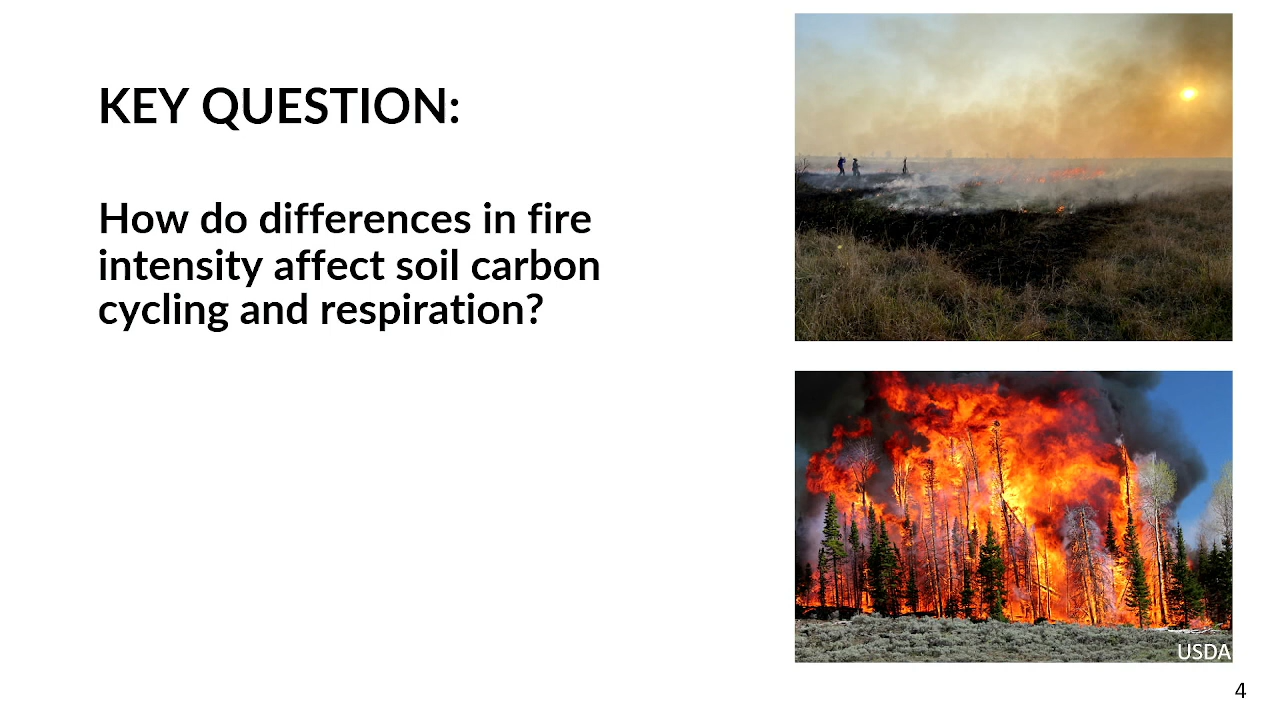 KEY QUESTION:
How do differences in fire
intensity affect soil carbon
cycling and respiration?
USDA
4